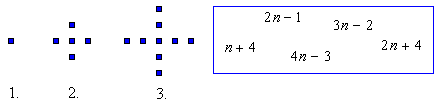 2n − 1
3n − 2
n + 4
2n + 4
4n − 3
1. 2. 3.